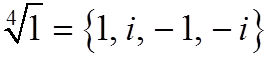 ∜1 = {1, i, −1, −i}